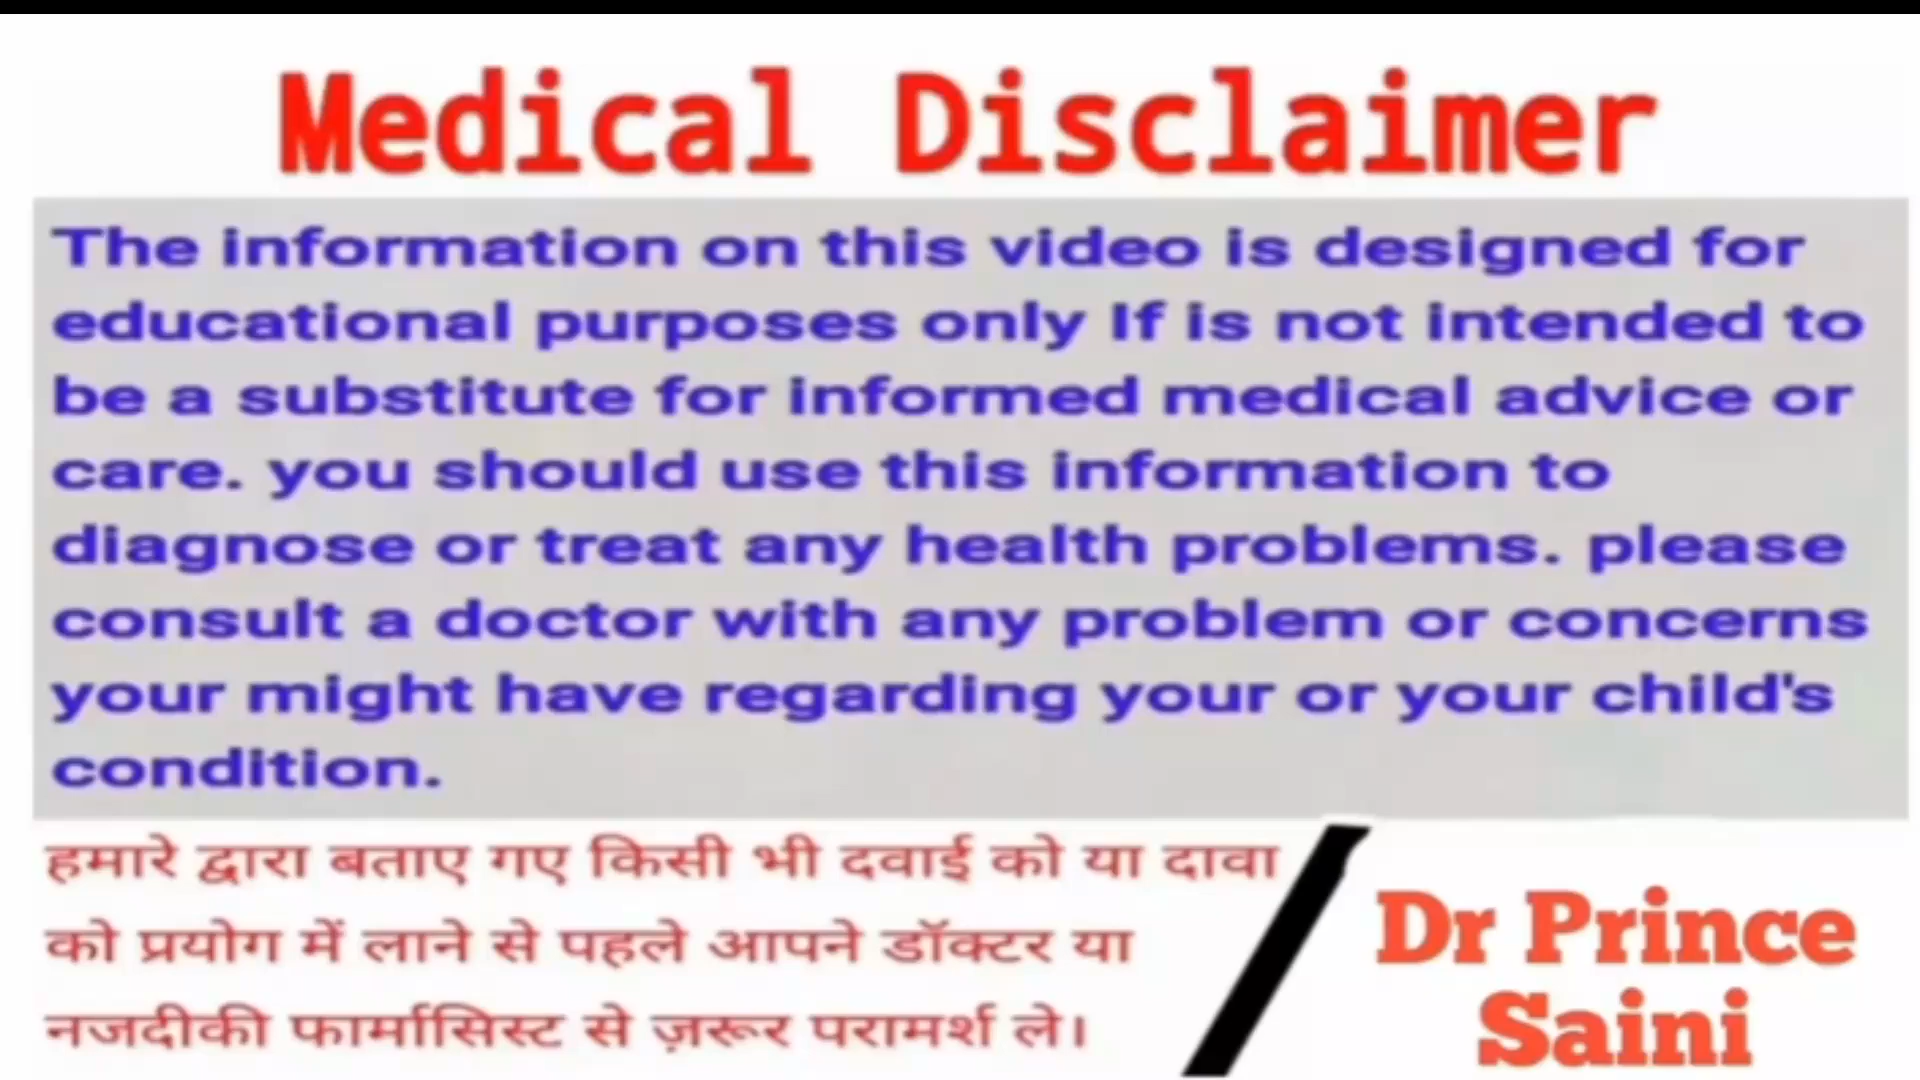 Medical Disclaimer
The information on this video is designed for
educational purposes only If is not intended to
be a substitute for informed medical advice or
care. you should use this information to
diagnose or treat any health problems. please
consult a doctor with any problem or concerns
your might have regarding your or your child's
condition.
हमारे द्वारा बताए गए किसी भी दवाई को या दावा
को प्रयोग में लाने से पहले आपने डॉक्टर या
नजदीकी फार्मासिस्ट से ज़रूर परामर्श ले।
Dr Prince
Saini